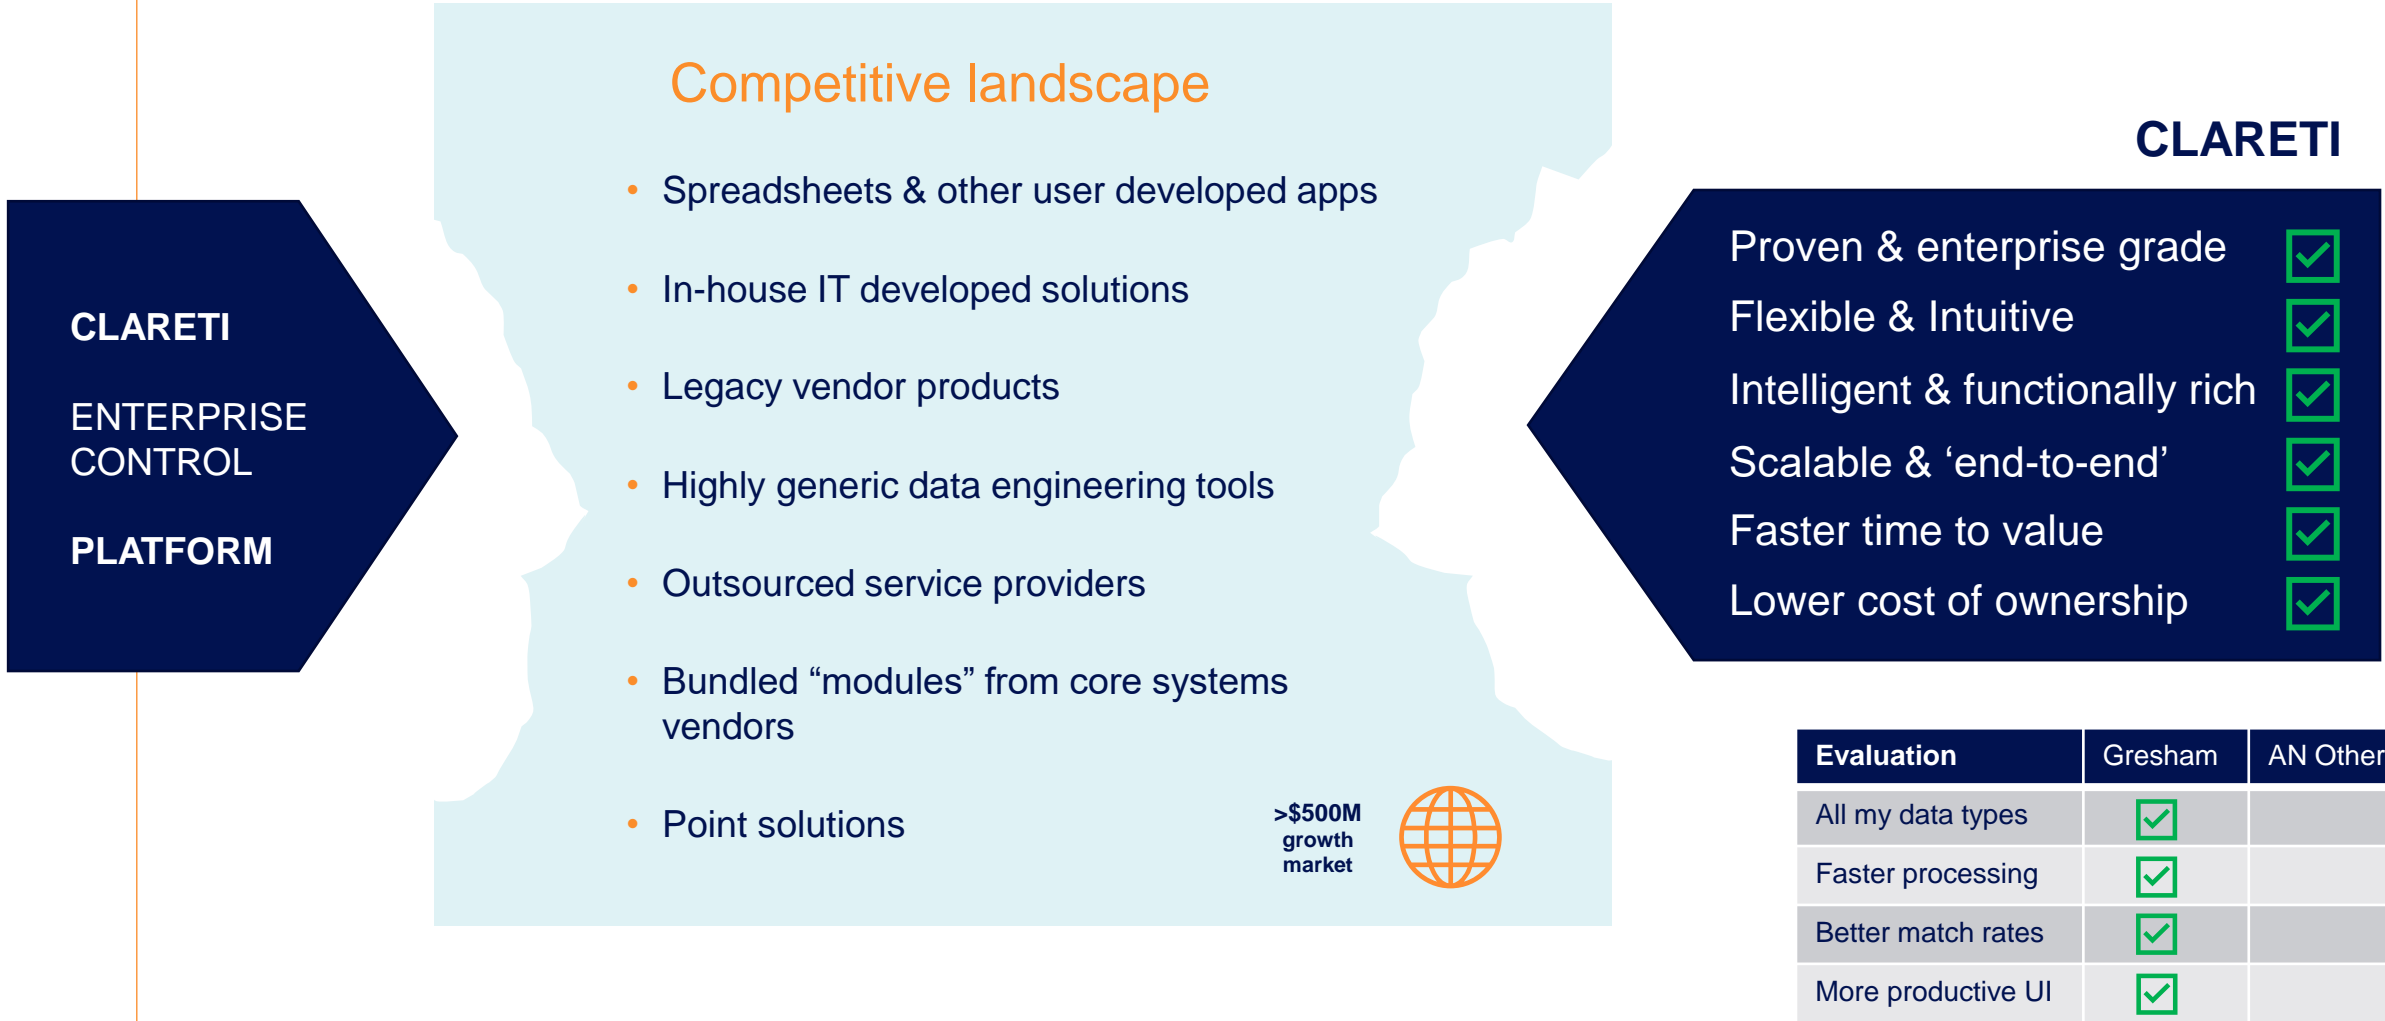 CLARETI
ENTERPRISE
CONTROL
PLATFORM
Competitive landscape
• Spreadsheets & other user developed apps
• In-house IT developed solutions
• Legacy vendor products
• Highly generic data engineering tools
• Outsourced service providers
• Bundled “modules” from core systems
vendors
• Point solutions
>$500M
growth
market
CLARETI
Proven & enterprise grade
Flexible & Intuitive
Intelligent & functionally rich
Scalable & ‘end-to-end’
Faster time to value
Lower cost of ownership
Evaluation Gresham AN Other
All my data types
Faster processing
Better match rates
More productive UI